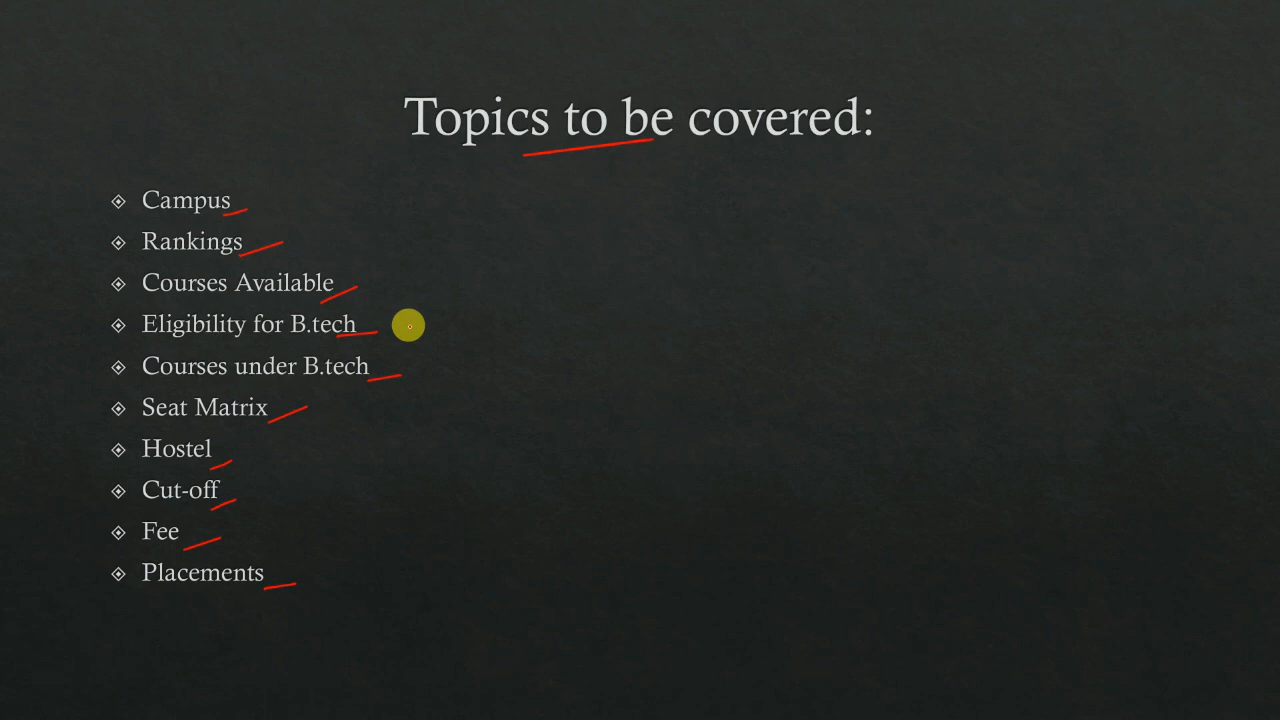 Topics to be covered:
Campus
Rankings
Courses Available
Eligibility for B.tech
Courses under B.tech
Seat Matrix
Hostel
Cut-off
Fee
Placements